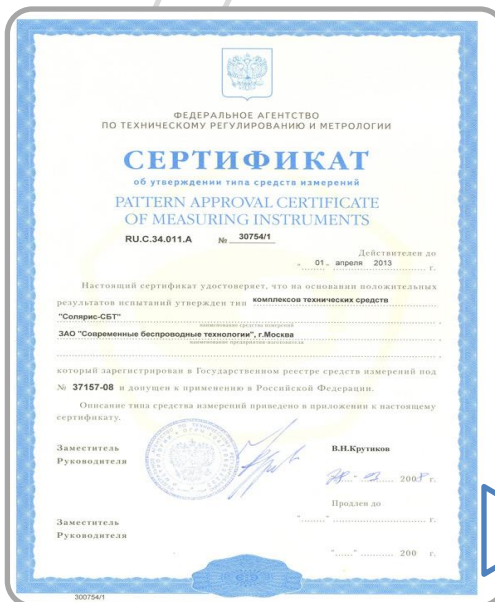 ФЕДЕРАЛЬНОЕ АГЕНТСТВО
ПО ТЕХНИЧЕСКОМУ РЕГУЛИРОВАНИЮ И МЕТРОЛОГИИ
СЕРТИФИКАТ
об утверждении типа средств измерений
PATTERN APPROVAL CERTIFICATE
OF MEASURING INSTRUMENTS
RU.C.34.011.A № 30754/1
Действителен до
" 01 " апреля 2013 г.
Настоящий сертификат удостоверяет, что на основании положительных
результатов испытаний утвержден тип комплексов технических средств
"Солярис-СБТ"
наименование средства измерений
ЗАО "Современные беспроводные технологии", г.Москва
наименование предприятия-изготовителя
который зарегистрирован в Государственном реестре средств измерений под
№ 37157-08 и допущен к применению в Российской Федерации.
Описание типа средства измерений приведено в приложении к настоящему
сертификату.
Заместитель
Руководителя
В.Н.Крутиков
2008 г.
Продлен до
"........" .................... г.
Заместитель
Руководителя
"......" ........... 200 г.
300754/1